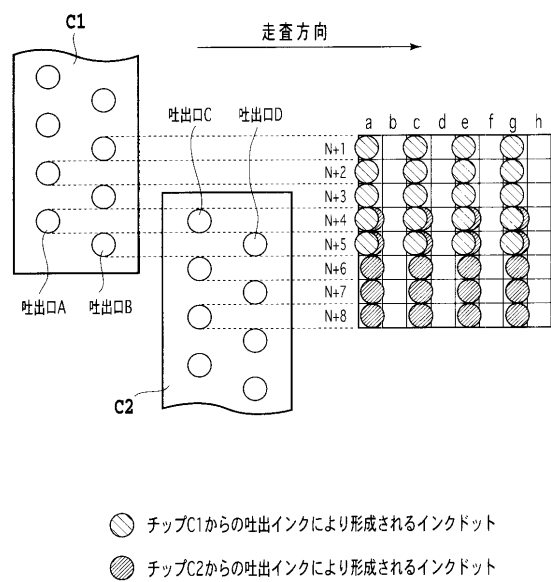 C1
走査方向
吐出口C
吐出口D
a b c d e f g h
N+1
N+2
N+3
N+4
N+5
N+6
N+7
N+8
吐出口A
吐出口B
C2
チップC1からの吐出インクにより形成されるインクドット
チップC2からの吐出インクにより形成されるインクドット